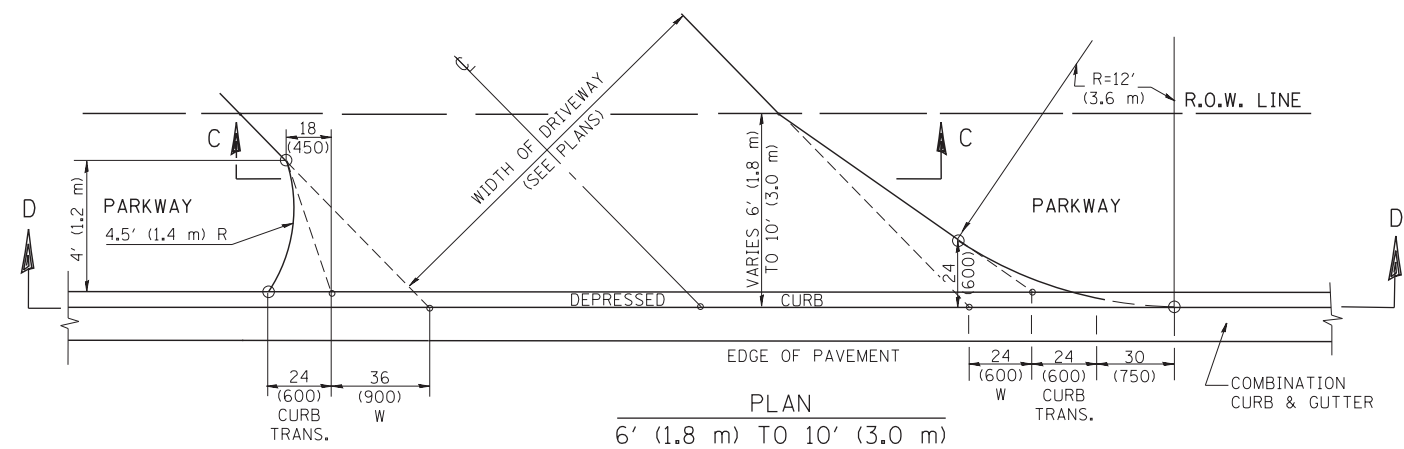 ℄
WIDTH OF DRIVEWAY
(SEE PLANS)
R=12'
(3.6 m)
R.O.W. LINE
18
(450)
C
C
VARIES 6' (1.8 m)
TO 10' (3.0 m)
D
4' (1.2 m)
PARKWAY
4.5' (1.4 m) R
PARKWAY
D
24
(600)
DEPRESSED CURB
EDGE OF PAVEMENT
24
(600)
CURB
TRANS.
36
(900)
W
24
(600)
W
24
(600)
CURB
TRANS.
30
(750)
COMBINATION
CURB & GUTTER
PLAN
6' (1.8 m) TO 10' (3.0 m)